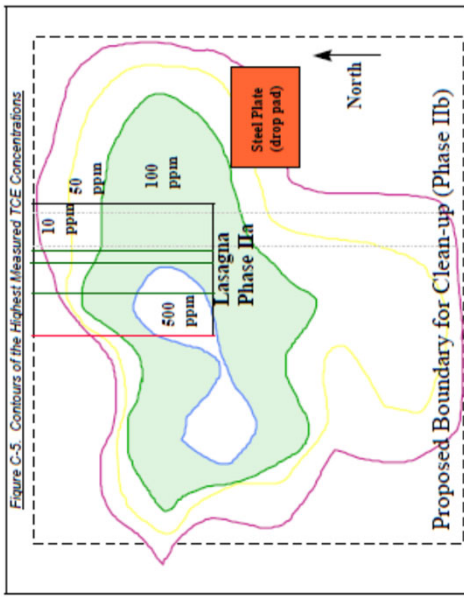 Figure C-5. Contours of the Highest Measured TCE Concentrations
10
ppm
50
ppm
100
ppm
500
ppm
Lasagna
Phase IIa
Steel Plate
(drop pad)
North
Proposed Boundary for Clean-up (Phase IIb)